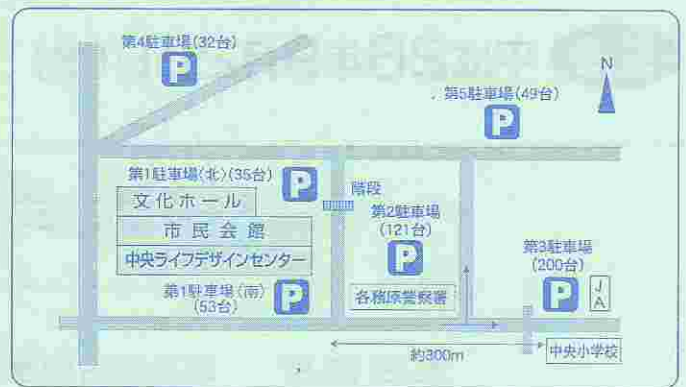 第4駐車場(32台)
P
N
第5駐車場(49台)
P
第1駐車場(北)(35台)
P
階段
文化ホール
市民会館
中央ライフデザインセンター
第2駐車場
(121台)
P
各務原警察署
第3駐車場
(200台)
P
JA
第1駐車場(南)
(53台)
P
約300m
中央小学校